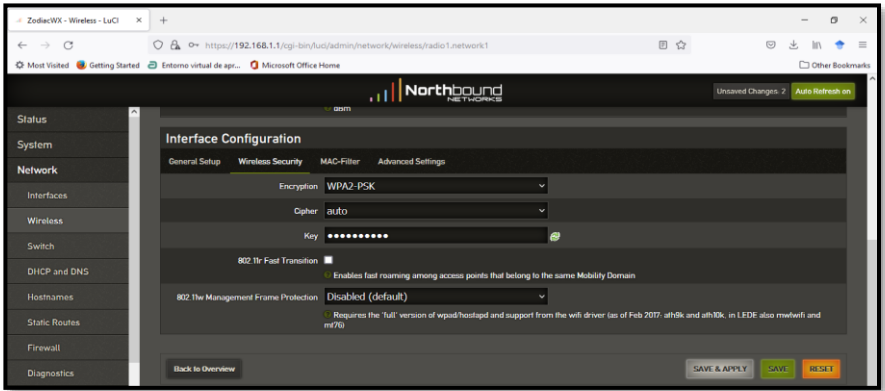 ZodiacWX - Wireless - LuCI
https://192.168.1.1/cgi-bin/luci/admin/network/wireless/radio1.network1
Most Visited Getting Started Entorno virtual de apr... Microsoft Office Home Other Bookmarks
Northbound
NETWORKS
Unsaved Changes: 2 Auto Refresh on
dBm
Status
System
Network
Interfaces
Wireless
Switch
DHCP and DNS
Hostnames
Static Routes
Firewall
Diagnostics
Interface Configuration
General Setup Wireless Security MAC-Filter Advanced Settings
Encryption WPA2-PSK
Cipher auto
Key ••••••••••
802.11r Fast Transition
Enables fast roaming among access points that belong to the same Mobility Domain
802.11w Management Frame Protection Disabled (default)
Requires the 'full' version of wpad/hostapd and support from the wifi driver (as of Feb 2017: ath9k and ath10k, in LEDE also mwlwifi and
mt76)
Back to Overview SAVE & APPLY SAVE RESET